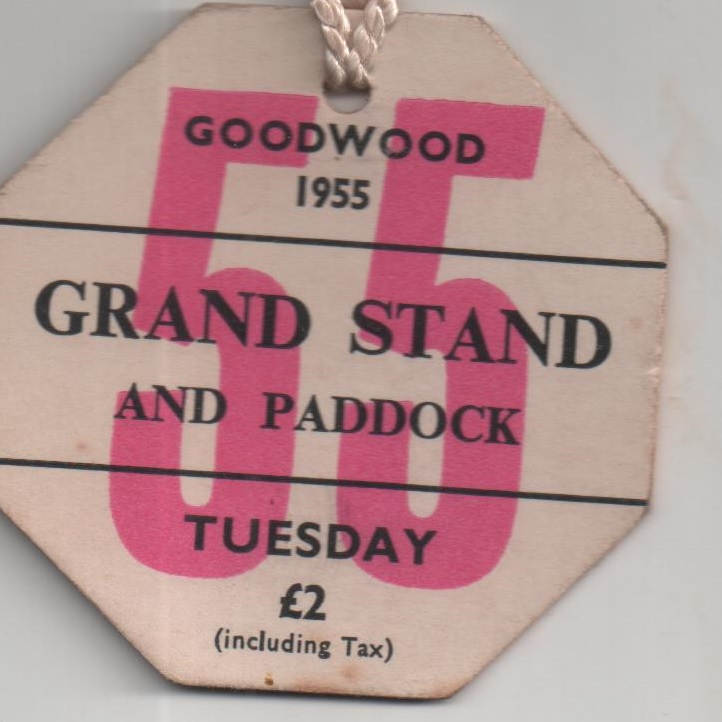 55
GOODWOOD
1955
GRAND STAND
AND PADDOCK
TUESDAY
£2
(including Tax)